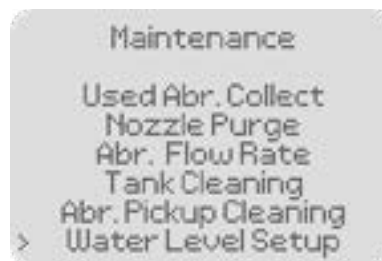 Maintenance
Used Abr. Collect
Nozzle Purge
Abr. Flow Rate
Tank Cleaning
Abr. Pickup Cleaning
> Water Level Setup